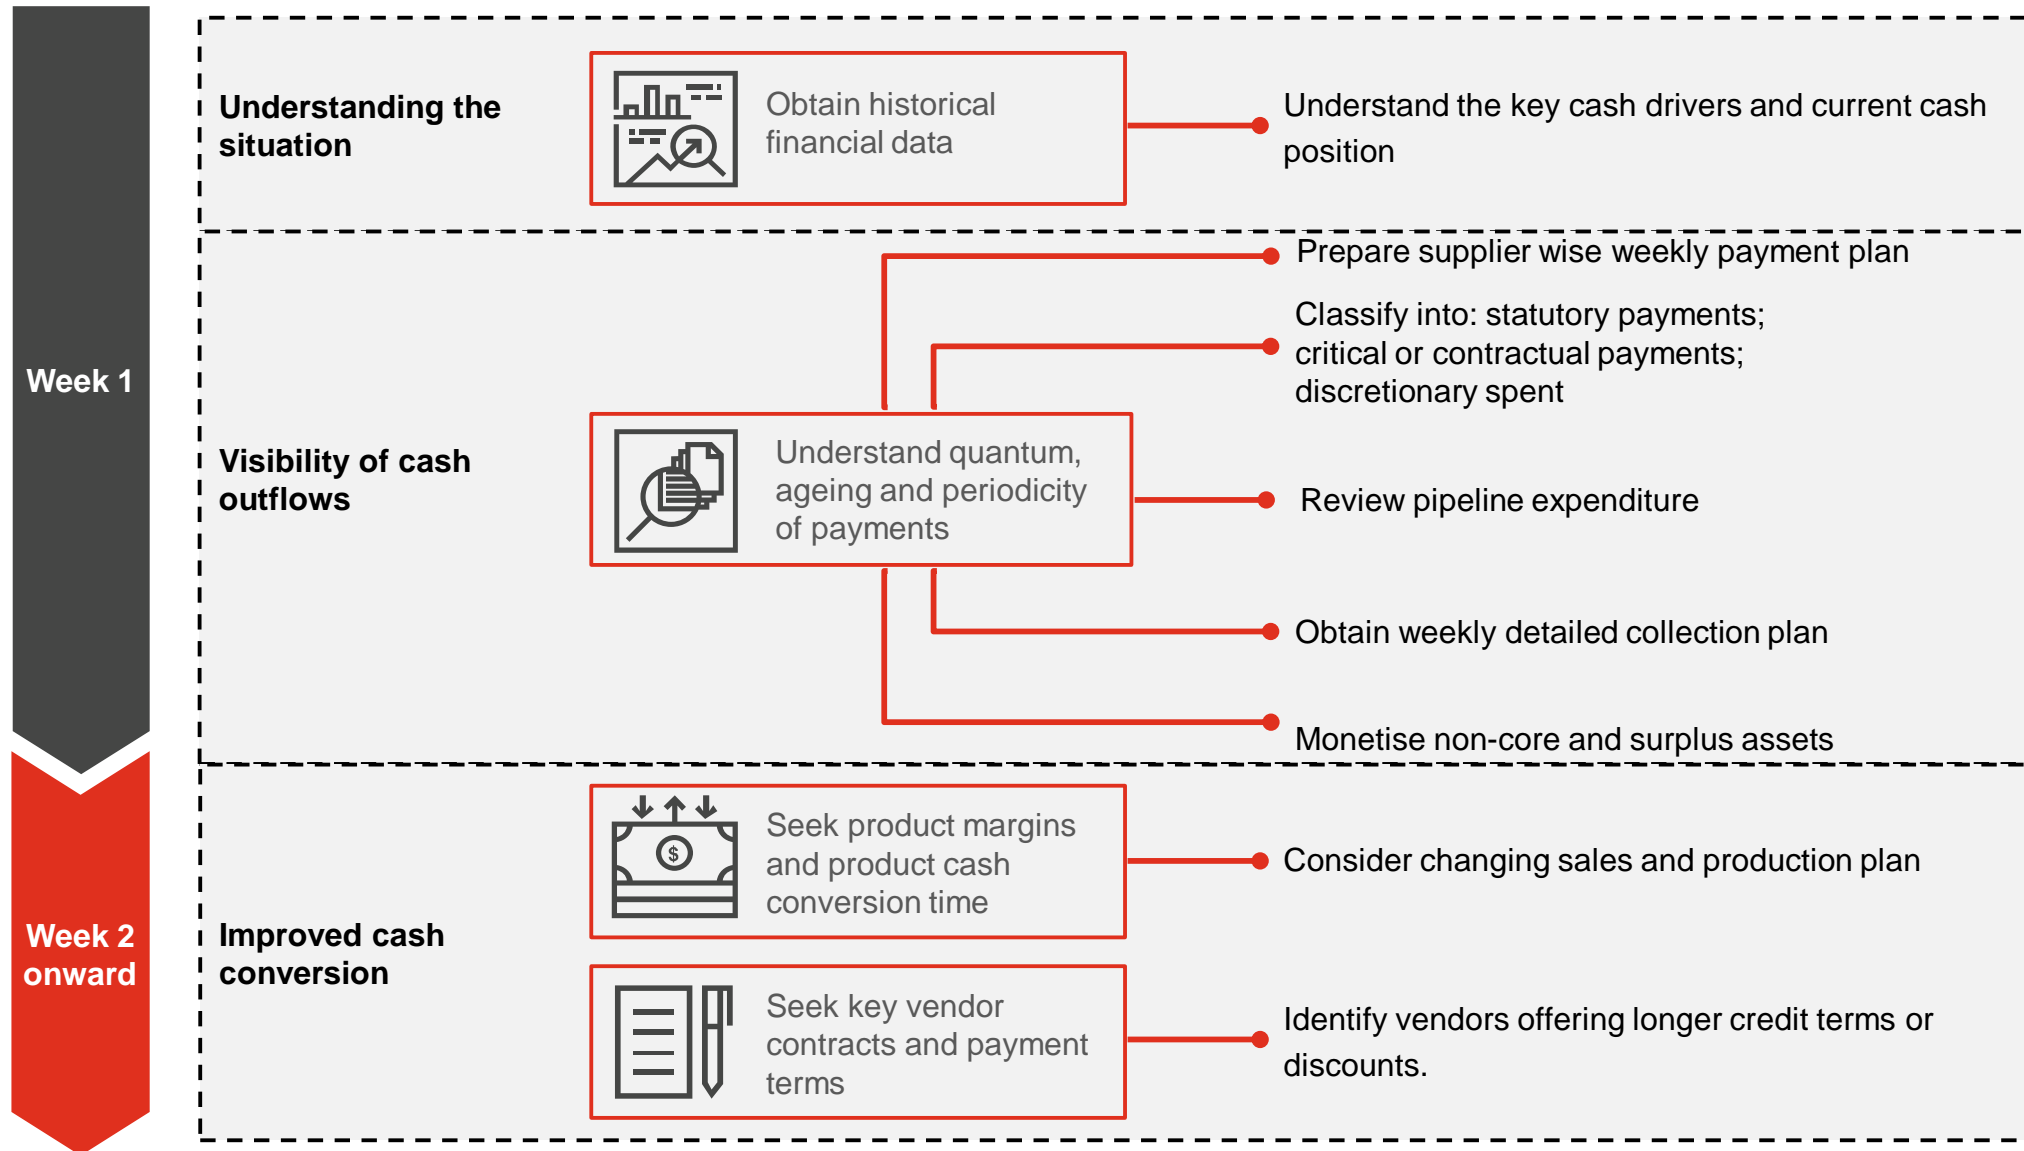 Week 1
Understanding the
situation
Obtain historical
financial data
Understand the key cash drivers and current cash
position
Visibility of cash
outflows
Understand quantum,
ageing and periodicity
of payments
Prepare supplier wise weekly payment plan
Classify into: statutory payments;
critical or contractual payments;
discretionary spent
Review pipeline expenditure
Obtain weekly detailed collection plan
Monetise non-core and surplus assets
Week 2
onward
Improved cash
conversion
$
Seek product margins
and product cash
conversion time
Consider changing sales and production plan
Seek key vendor
contracts and payment
terms
Identify vendors offering longer credit terms or
discounts.